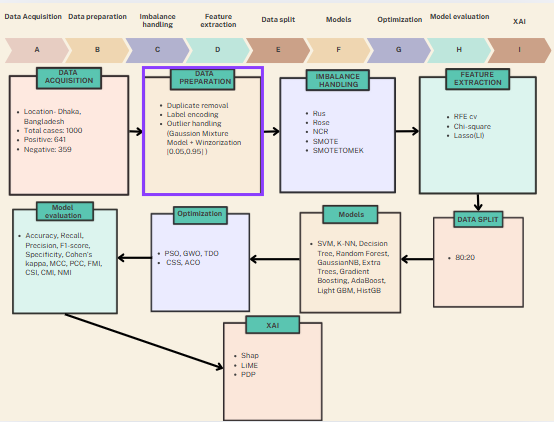 Data Acquisition
Data preparation
Imbalance
handling
Feature
extraction
Data split
Models
Optimization
Model evaluation
XAI
A
B
C
D
E
F
G
H
I
DATA
AQUISITION
• Location- Dhaka,
Bangladesh
• Total cases: 1000
• Positive: 641
• Negative: 359
DATA
PREPARATION
• Duplicate removal
• Label encoding
• Outlier handling
(Gaussian Mixture
Model + Winzorization
[0.05,0.95] )
IMBALANCE
HANDLING
• Rus
• Rose
• NCR
• SMOTE
• SMOTETOMEK
FEATURE
EXTRACTION
• RFE cv
• Chi-square
• Lasso(LI)
Model
evaluation
• Accuracy, Recall,
Precision, F1-score,
Specificity, Cohen's
kappa, MCC, PCC, FMI,
CSI, CMI, NMI
Optimization
• PSO, GWO, TDO
• CSS, ACO
Models
• SVM, K-NN, Decision
Tree, Random Forest,
GaussianNB, Extra
Trees, Gradient
Boosting, AdaBoost,
Light GBM, HistGB
DATA SPLIT
• 80:20
XAI
• Shap
• LiME
• PDP